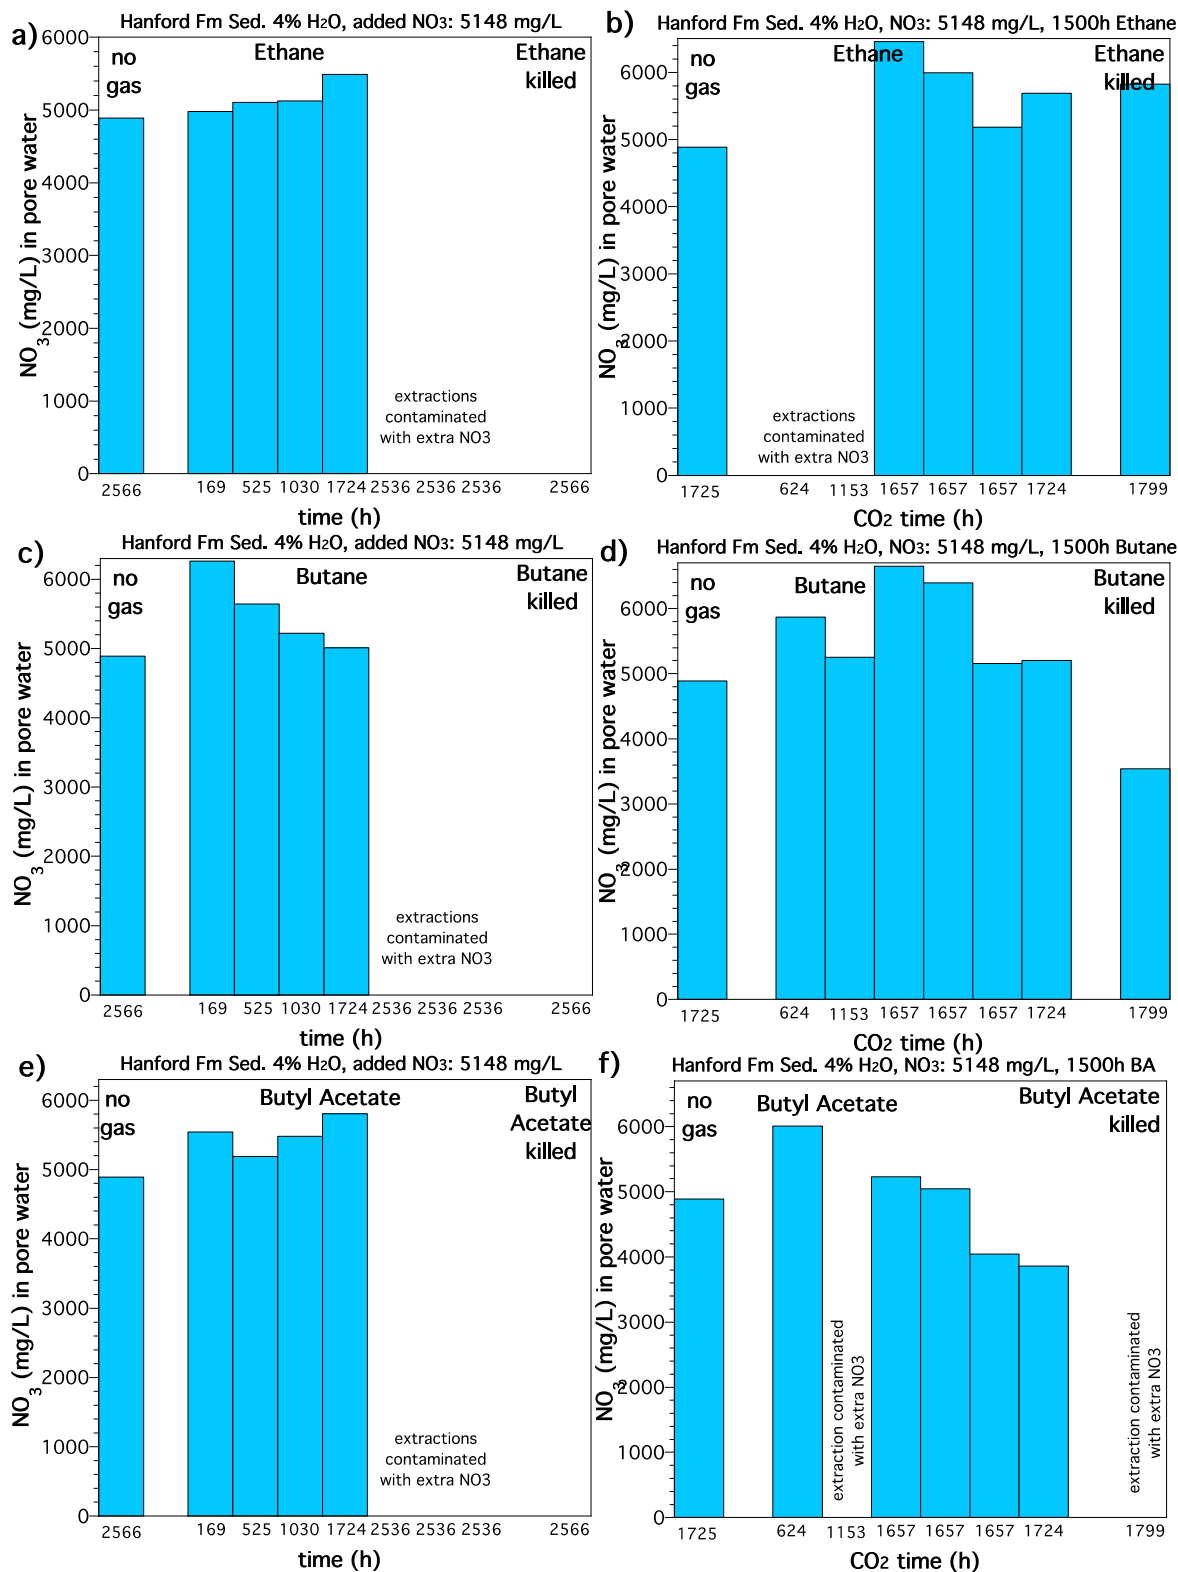 a)
Hanford Fm Sed. 4% H2O, added NO3: 5148 mg/L
6000
5000
4000
3000
2000
1000
0
NO3 (mg/L) in pore water
no
gas
Ethane
Ethane
killed
extractions
contaminated
with extra NO3
2566 169 525 1030 1724 2536 2536 2536 2566
time (h)
b)
Hanford Fm Sed. 4% H2O, NO3: 5148 mg/L, 1500h Ethane
6000
5000
4000
3000
2000
1000
0
NO3 (mg/L) in pore water
no
gas
Ethane
Ethane
killed
extractions
contaminated
with extra NO3
1725 624 1153 1657 1657 1657 1724 1799
CO2 time (h)
c)
Hanford Fm Sed. 4% H2O, added NO3: 5148 mg/L
6000
5000
4000
3000
2000
1000
0
NO3 (mg/L) in pore water
no
gas
Butane
Butane
killed
extractions
contaminated
with extra NO3
2566 169 525 1030 1724 2536 2536 2536 2566
time (h)
d)
Hanford Fm Sed. 4% H2O, NO3: 5148 mg/L, 1500h Butane
6000
5000
4000
3000
2000
1000
0
NO3 (mg/L) in pore water
no
gas
Butane
Butane
killed
1725 624 1153 1657 1657 1657 1724 1799
CO2 time (h)
e)
Hanford Fm Sed. 4% H2O, added NO3: 5148 mg/L
6000
5000
4000
3000
2000
1000
0
NO3 (mg/L) in pore water
no
gas
Butyl Acetate
Butyl
Acetate
killed
extractions
contaminated
with extra NO3
2566 169 525 1030 1724 2536 2536 2536 2566
time (h)
f)
Hanford Fm Sed. 4% H2O, NO3: 5148 mg/L, 1500h BA
6000
5000
4000
3000
2000
1000
0
NO3 (mg/L) in pore water
no
gas
Butyl Acetate
Butyl Acetate
killed
extraction contaminated
with extra NO3
extraction contaminated
with extra NO3
1725 624 1153 1657 1657 1657 1724 1799
CO2 time (h)